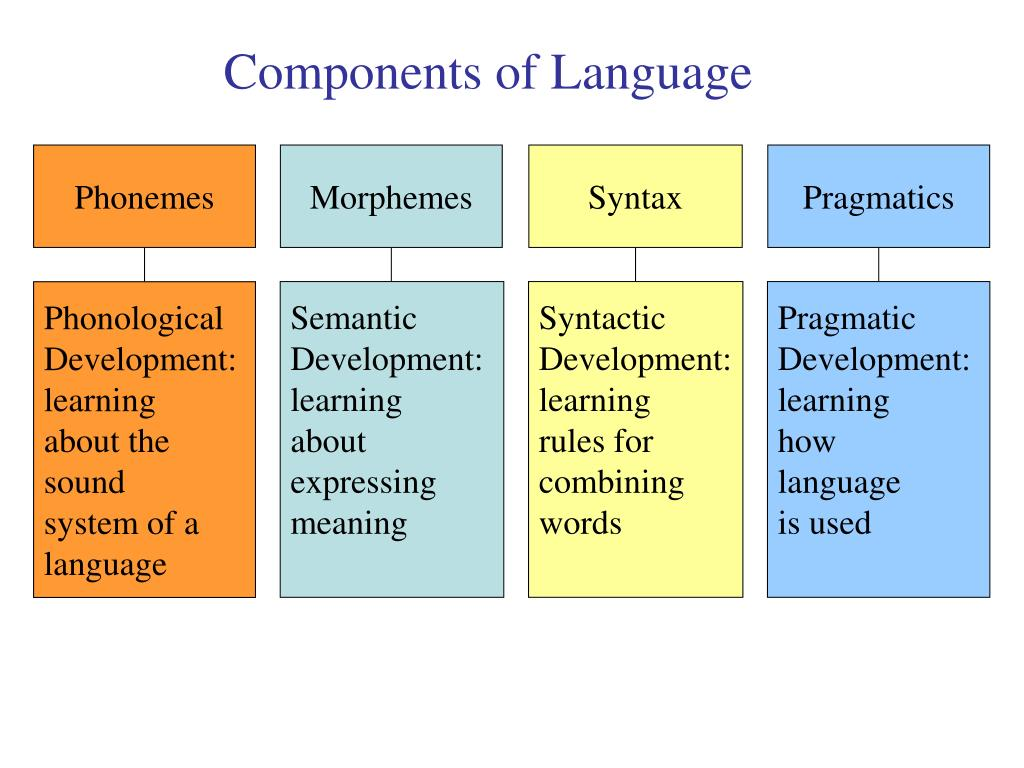 Components of Language
Phonemes
Morphemes
Syntax
Pragmatics
Phonological
Development:
learning
about the
sound
system of a
language
Semantic
Development:
learning
about
expressing
meaning
Syntactic
Development:
learning
rules for
combining
words
Pragmatic
Development:
learning
how
language
is used